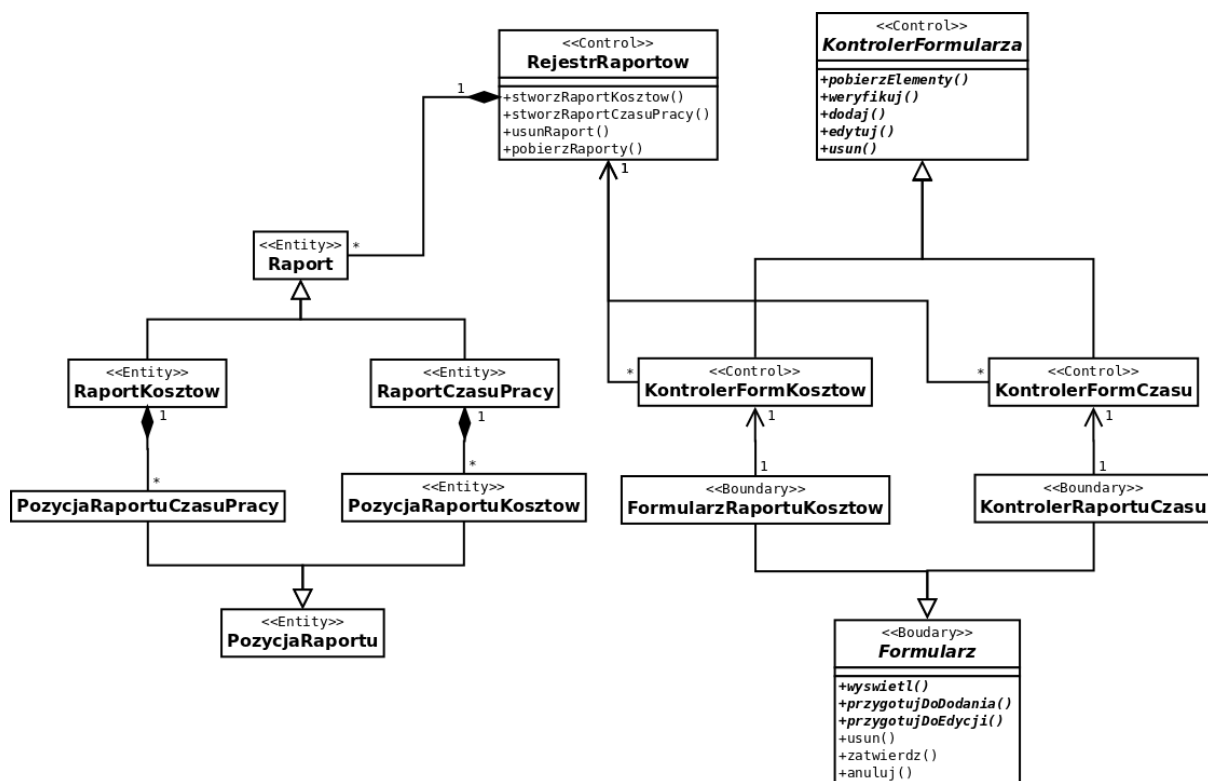 <<Control>>
RejestrRaportow
+stworzRaportKosztow()
+stworzRaportCzasuPracy()
+usunRaport()
+pobierzRaporty()
1
1
<<Control>>
KontrolerFormularza
+pobierzElementy()
+weryfikuj()
+dodaj()
+edytuj()
+usun()
<<Entity>>
Raport
*
<<Entity>>
RaportKosztow
1
<<Entity>>
RaportCzasuPracy
1
*
<<Control>>
KontrolerFormKosztow
1
*
<<Control>>
KontrolerFormCzasu
1
*
PozycjaRaportuCzasuPracy
*
<<Entity>>
PozycjaRaportuKosztow
1
<<Boundary>>
FormularzRaportuKosztow
1
<<Boundary>>
KontrolerRaportuCzasu
<<Entity>>
PozycjaRaportu
<<Boudary>>
Formularz
+wyswietl()
+przygotujDoDodania()
+przygotujDoEdycji()
+usun()
+zatwierdz()
+anuluj()